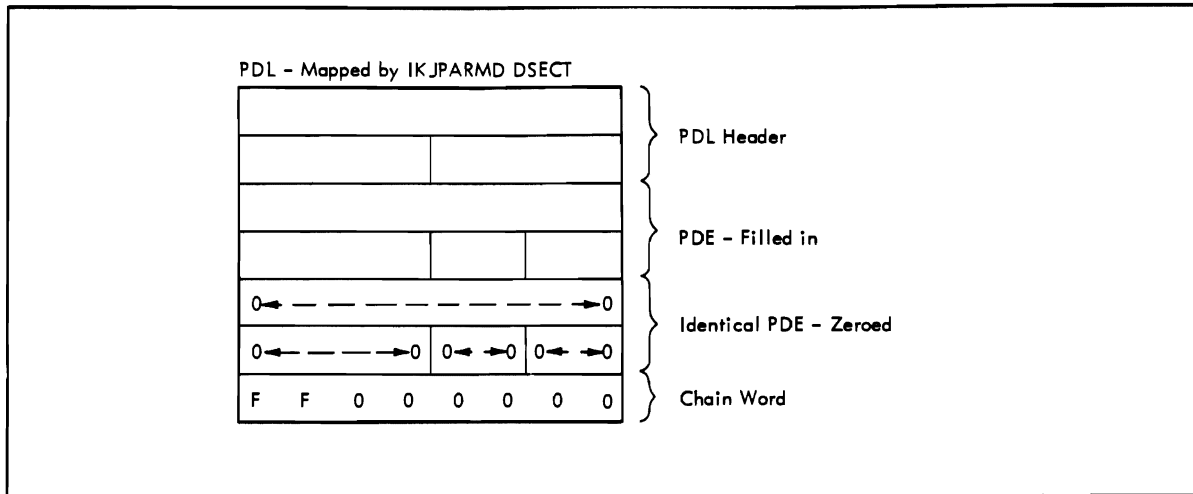 PDL - Mapped by IKJPARMD DSECT
PDL Header
PDE - Filled in
0 0
Identical PDE - Zeroed
0 0 0 0 0 0
F F 0 0 0 0 0 0
Chain Word